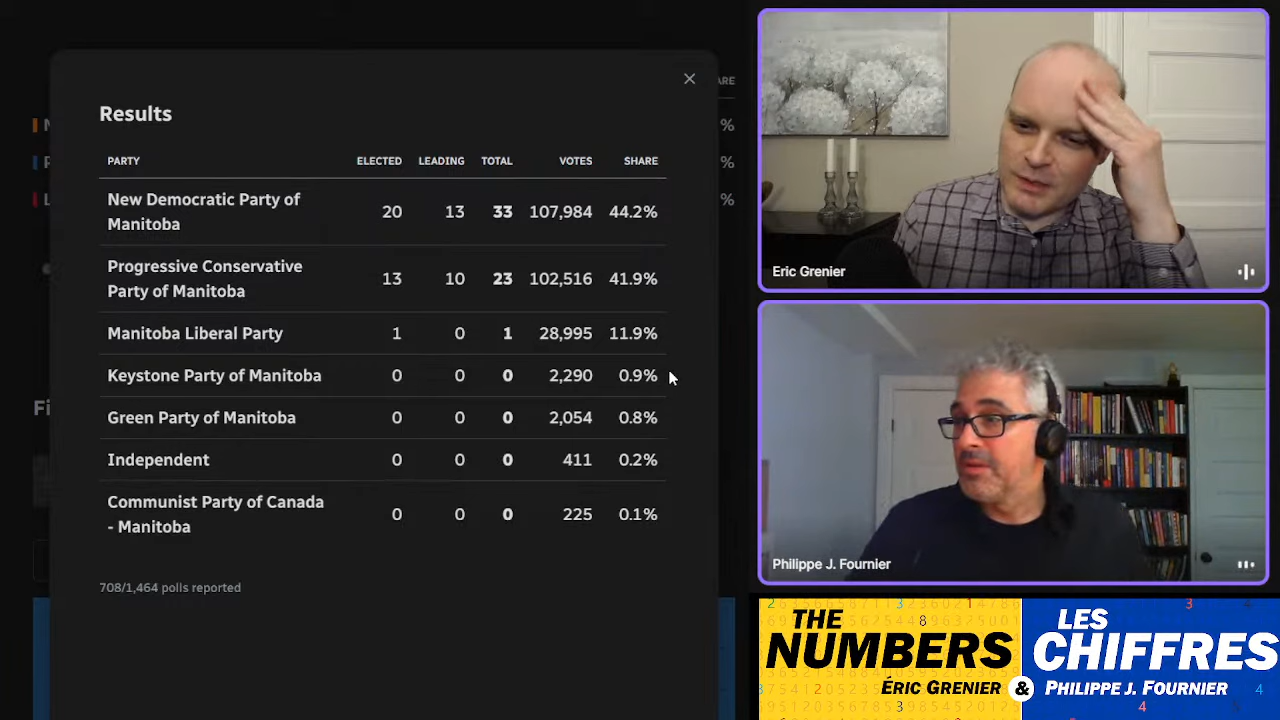 Results
PARTY ELECTED LEADING TOTAL VOTES SHARE
New Democratic Party of
Manitoba
20 13 33 107,984 44.2%
Progressive Conservative
Party of Manitoba
13 10 23 102,516 41.9%
Manitoba Liberal Party 1 0 1 28,995 11.9%
Keystone Party of Manitoba 0 0 0 2,290 0.9%
Green Party of Manitoba 0 0 0 2,054 0.8%
Independent 0 0 0 411 0.2%
Communist Party of Canada
- Manitoba
0 0 0 225 0.1%
708/1,464 polls reported
ARE
%
%
%
Fi
Eric Grenier
Philippe J. Fournier
THE
NUMBERS
ÉRIC GRENIER
&
LES
CHIFFRES
PHILIPPE J. FOURNIER